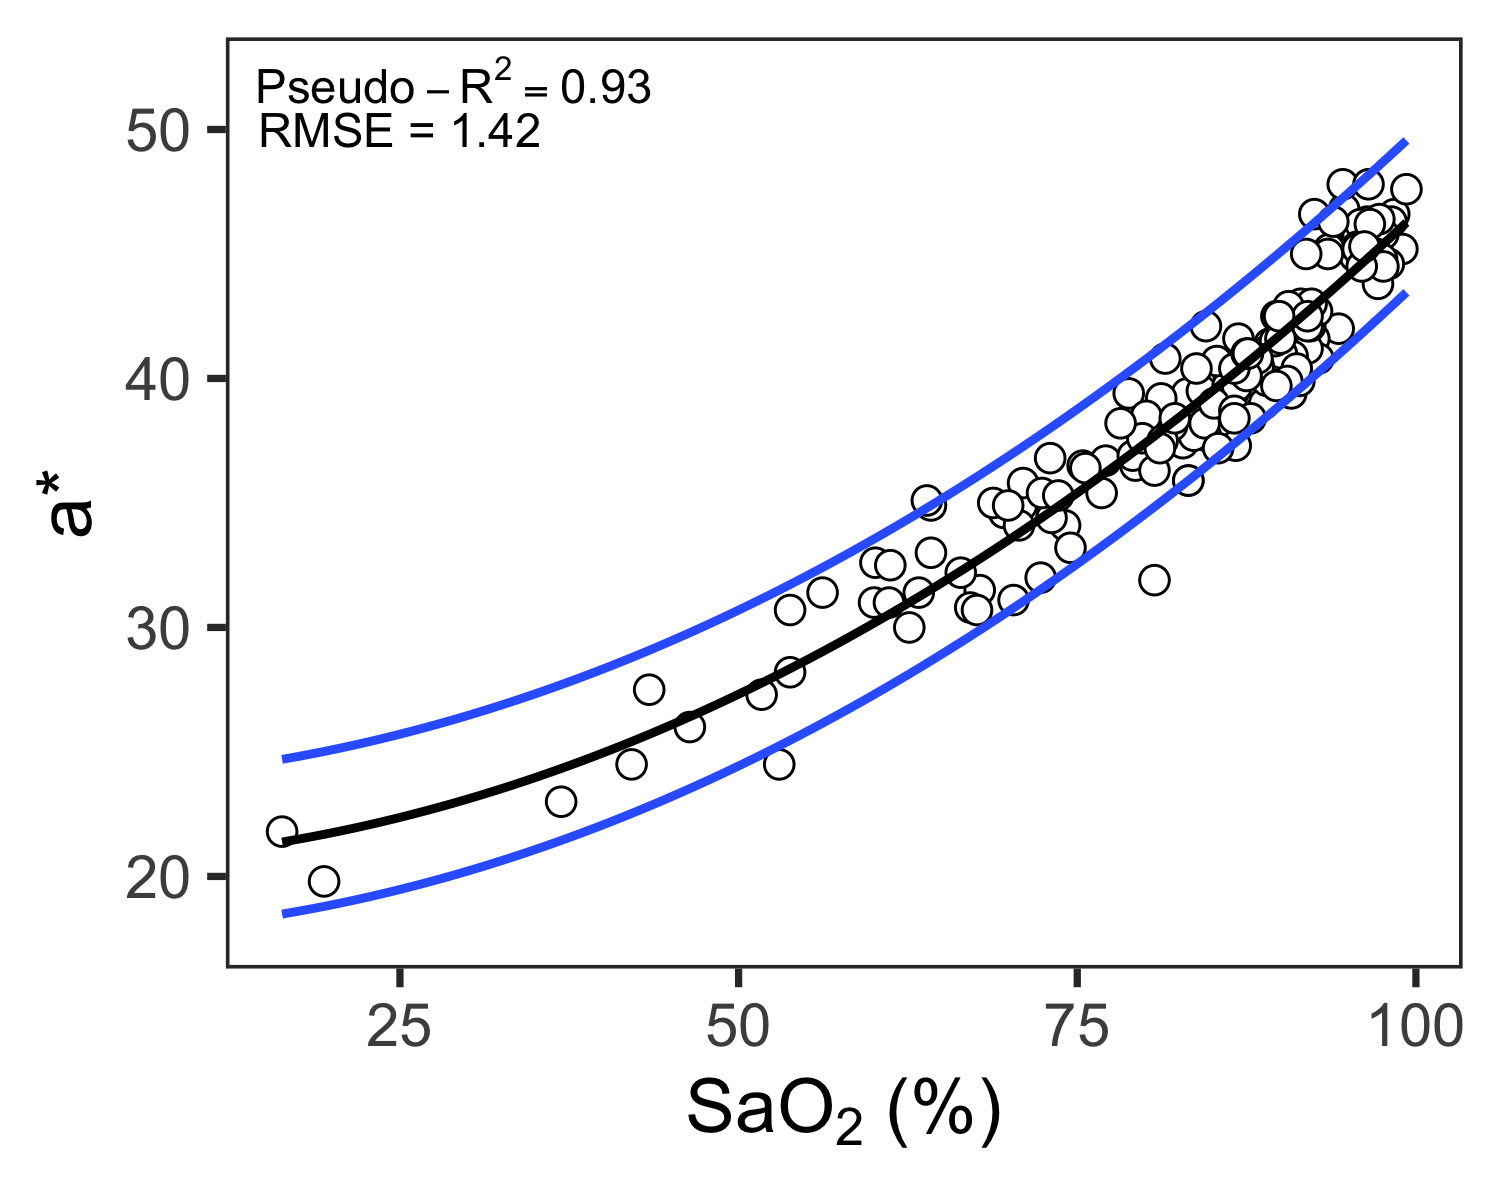 Pseudo – R² = 0.93
RMSE = 1.42
50
40
30
20
a*
25 50 75 100
SaO₂ (%)